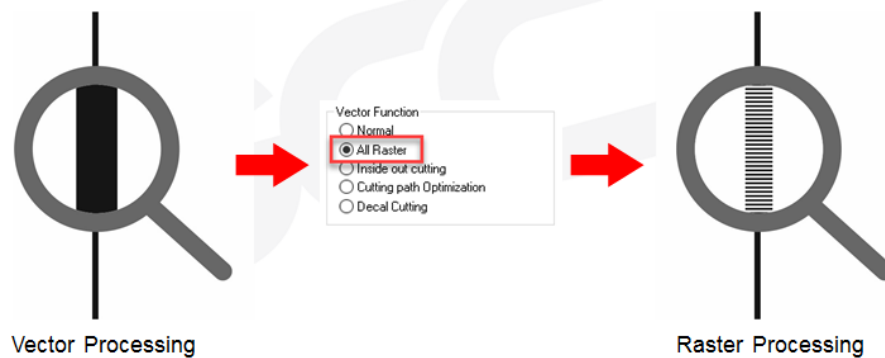 Vector Function
Normal
All Raster
Inside out cutting
Cutting path Optimization
Decal Cutting
Vector Processing
Raster Processing